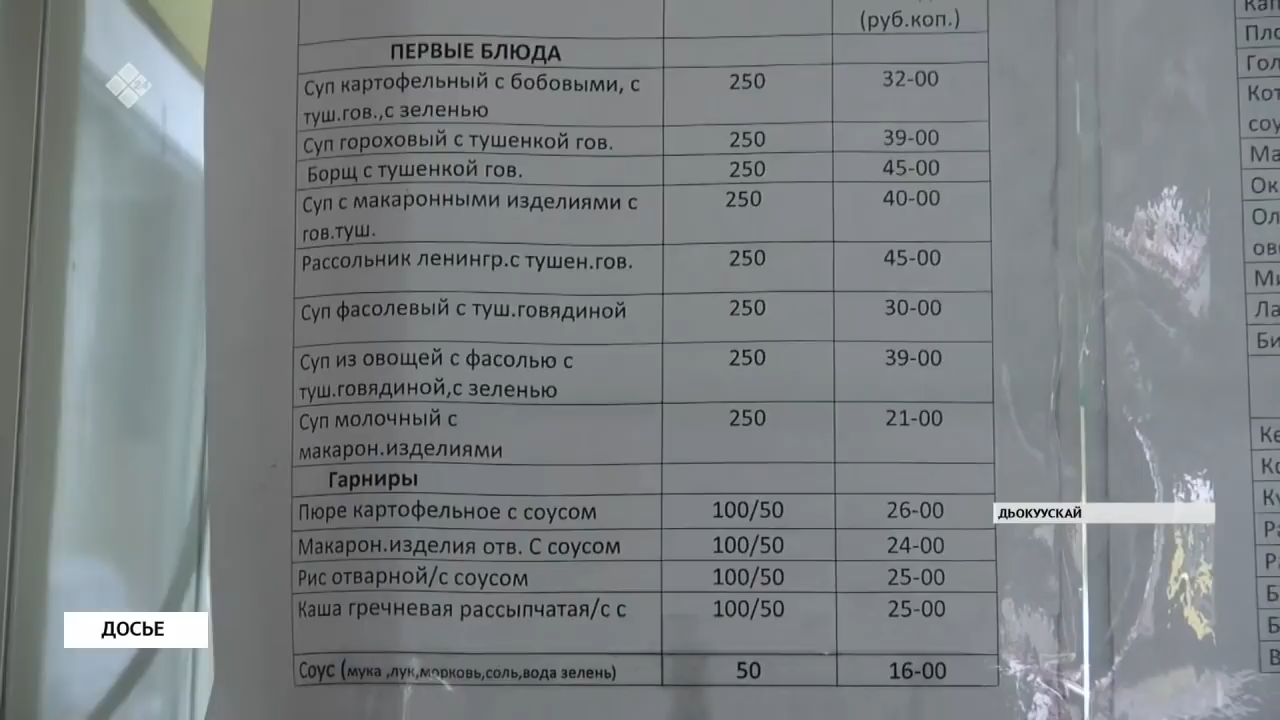 (руб.коп.)
ПЕРВЫЕ БЛЮДА
Суп картофельный с бобовыми, с 250 32-00
туш.гов.,с зеленью
Суп гороховый с тушенкой гов. 250 39-00
Борщ с тушенкой гов. 250 45-00
Суп с макаронными изделиями с 250 40-00
гов.туш.
Рассольник ленингр.с тушен.гов. 250 45-00
Суп фасолевый с туш.говядиной 250 30-00
Суп из овощей с фасолью с 250 39-00
туш.говядиной,с зеленью
Суп молочный с 250 21-00
макарон.изделиями
Гарниры
Пюре картофельное с соусом 100/50 26-00
Макарон.изделия отв. С соусом 100/50 24-00
Рис отварной/с соусом 100/50 25-00
Каша гречневая рассыпчатая/с с 100/50 25-00
Соус (мука ,лук,морковь,соль,вода зелень) 50 16-00
ДЬОКУУСКАЙ
ДОСЬЕ
24